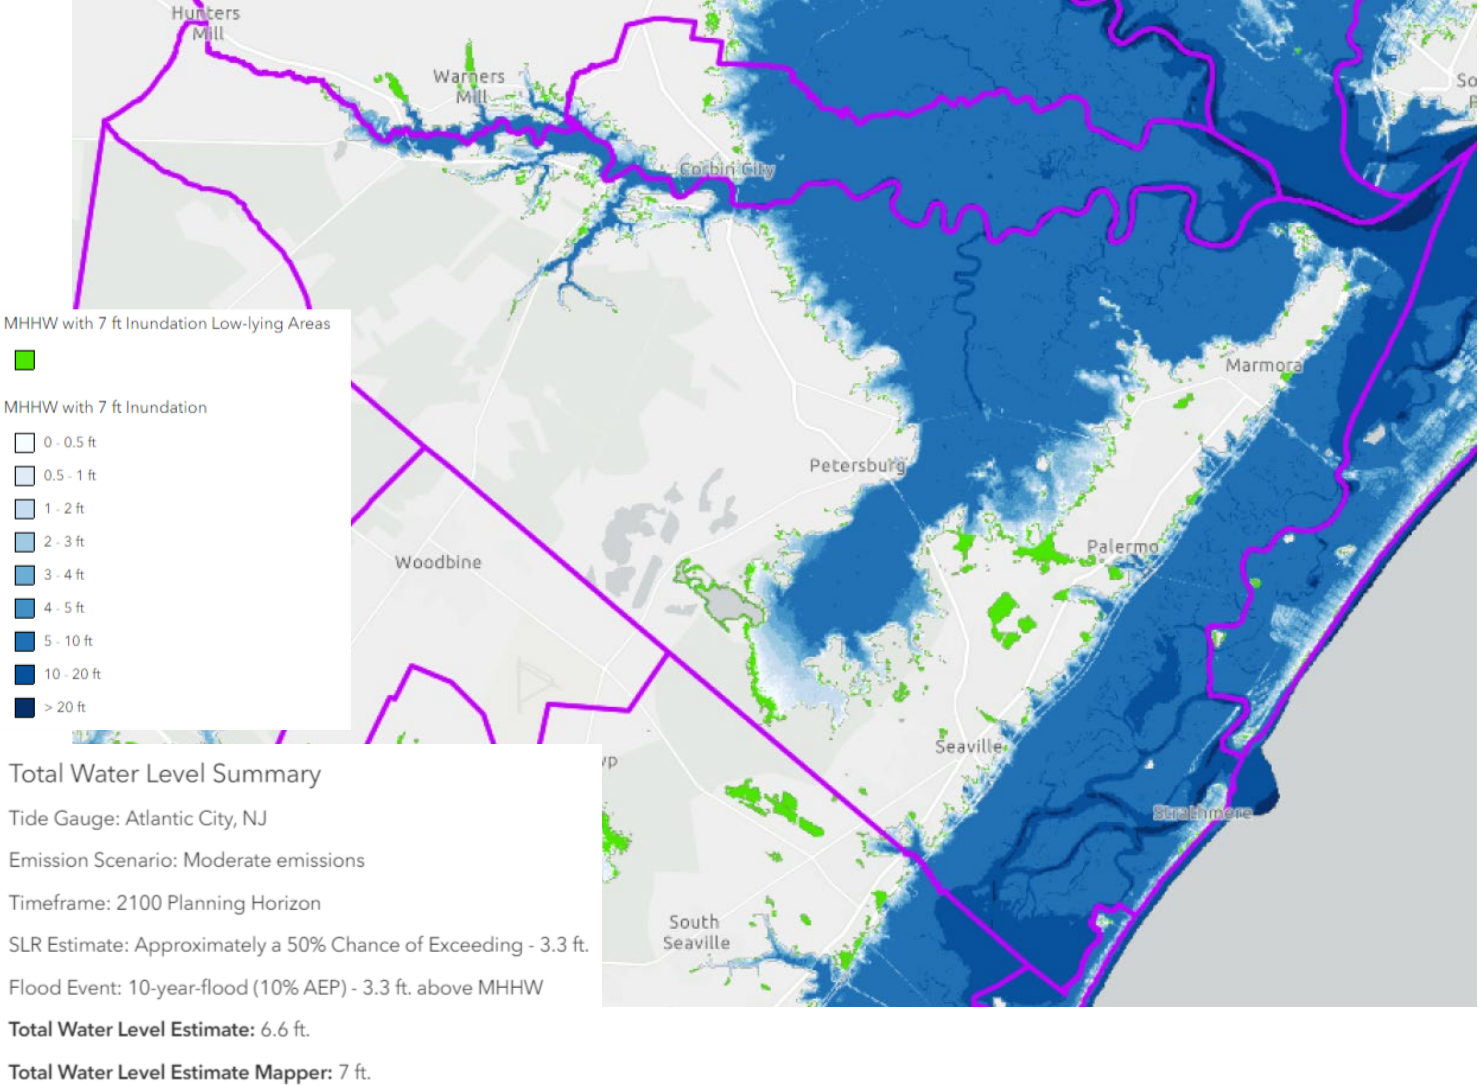 Hunters
Mill
Warners
Mill
So
Corbin City
MHHW with 7 ft Inundation Low-lying Areas
Marmora
MHHW with 7 ft Inundation
0 - 0.5 ft
0.5 - 1 ft
1 - 2 ft
2 - 3 ft
3 - 4 ft
4 - 5 ft
5 - 10 ft
10 - 20 ft
> 20 ft
Petersburg
Palermo
Woodbine
Seaville
Strathmere
South
Seaville
Total Water Level Summary
Tide Gauge: Atlantic City, NJ
Emission Scenario: Moderate emissions
Timeframe: 2100 Planning Horizon
SLR Estimate: Approximately a 50% Chance of Exceeding - 3.3 ft.
Flood Event: 10-year-flood (10% AEP) - 3.3 ft. above MHHW
Total Water Level Estimate: 6.6 ft.
Total Water Level Estimate Mapper: 7 ft.